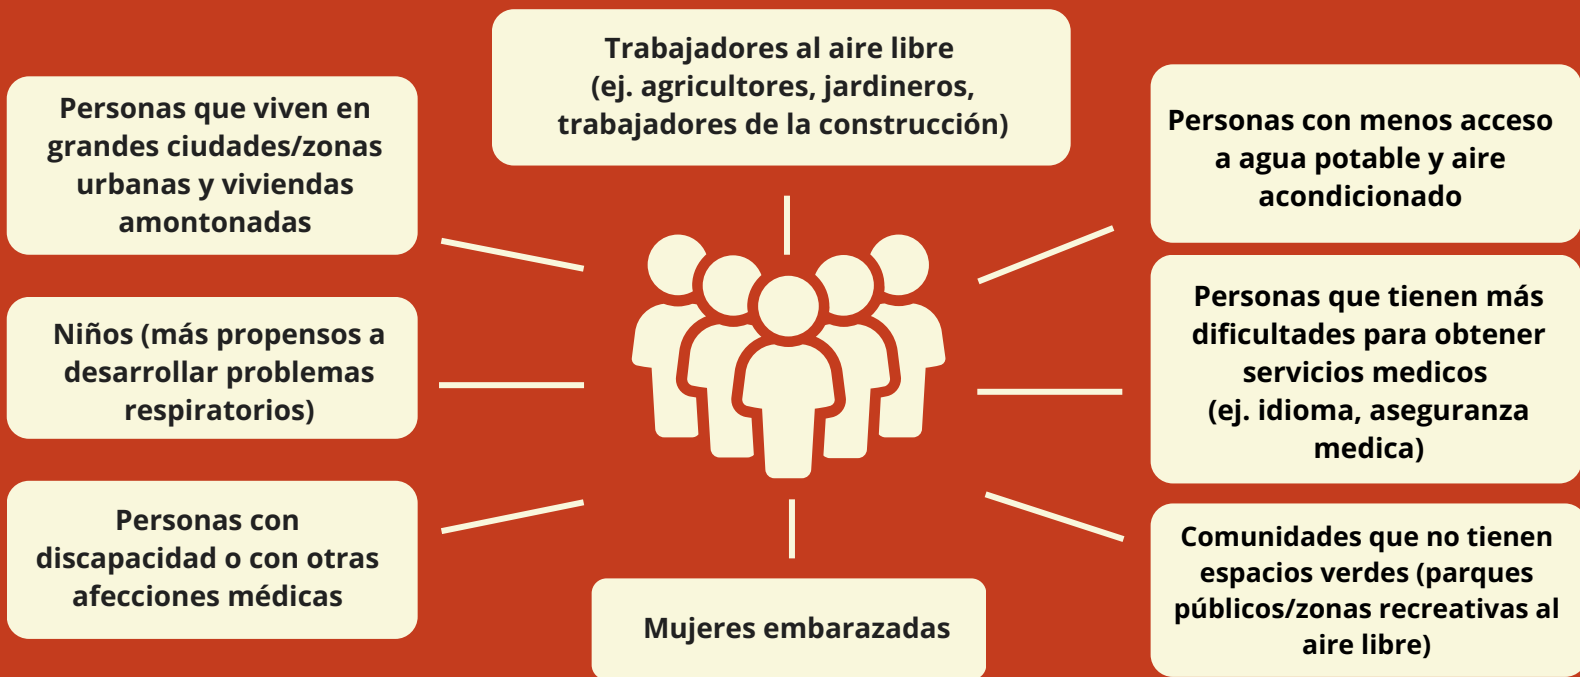 Trabajadores al aire libre
(ej. agricultores, jardineros,
trabajadores de la construcción)
Personas que viven en
grandes ciudades/zonas
urbanas y viviendas
amontonadas
Personas con menos acceso
a agua potable y aire
acondicionado
Niños (más propensos a
desarrollar problemas
respiratorios)
Personas que tienen más
dificultades para obtener
servicios medicos
(ej. idioma, aseguranza
medica)
Personas con
discapacidad o con otras
afecciones médicas
Mujeres embarazadas
Comunidades que no tienen
espacios verdes (parques
públicos/zonas recreativas al
aire libre)